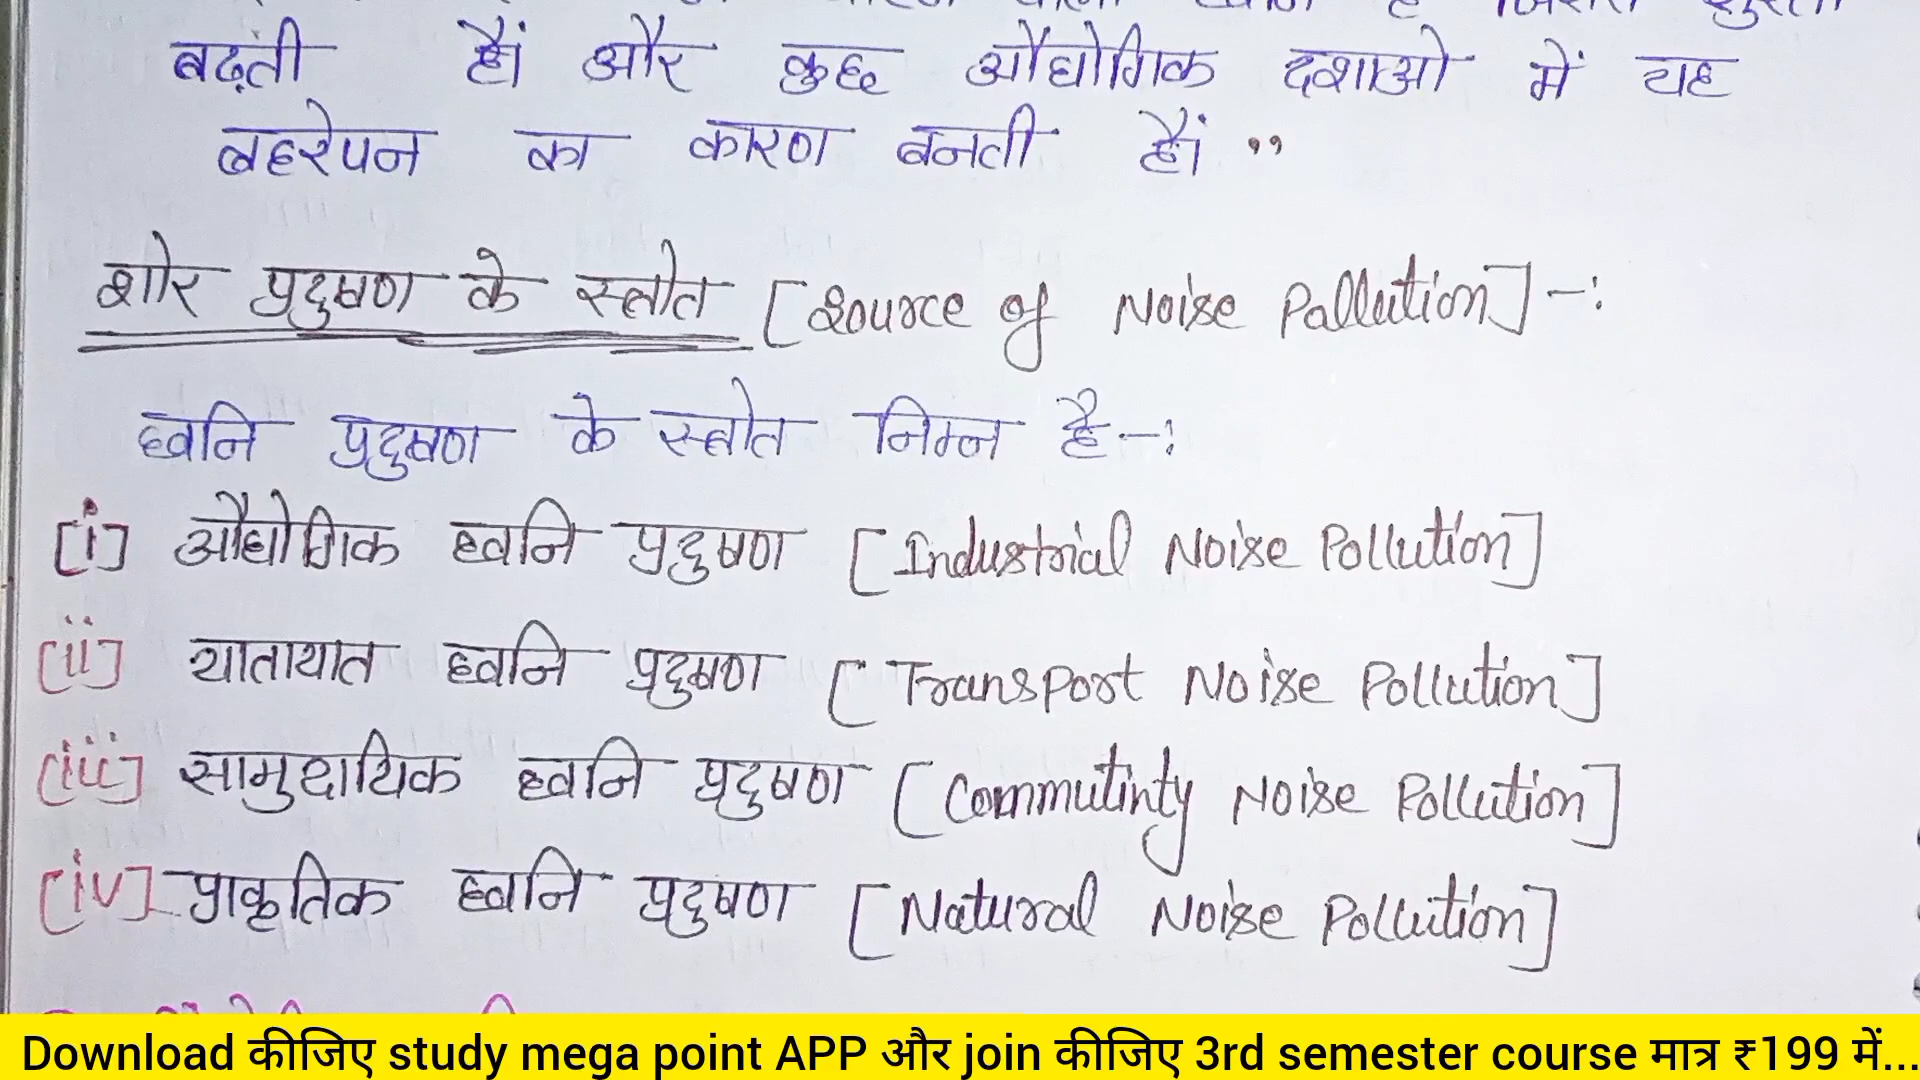 बढ़ती हैं। और कुछ औद्योगिक दशाओ में यह
बहरेपन का कारण बनती हैं। ”
शोर प्रदुषण के स्त्रोत [Source of Noise Pallution] -:
ध्वनि प्रदुषण के स्त्रोत निम्न है-:
[i] औद्योगिक ध्वनि प्रदुषण [Industrial Noise Pollution]
[ii] यातायात ध्वनि प्रदुषण [Transport Noise Pollution]
[iii] सामुदायिक ध्वनि प्रदुषण [Commutinty Noise Pollution]
[iv] प्राकृतिक ध्वनि प्रदुषण [Natural Noise Pollution]
Download कीजिए study mega point APP और join कीजिए 3rd semester course मात्र ₹199 में...